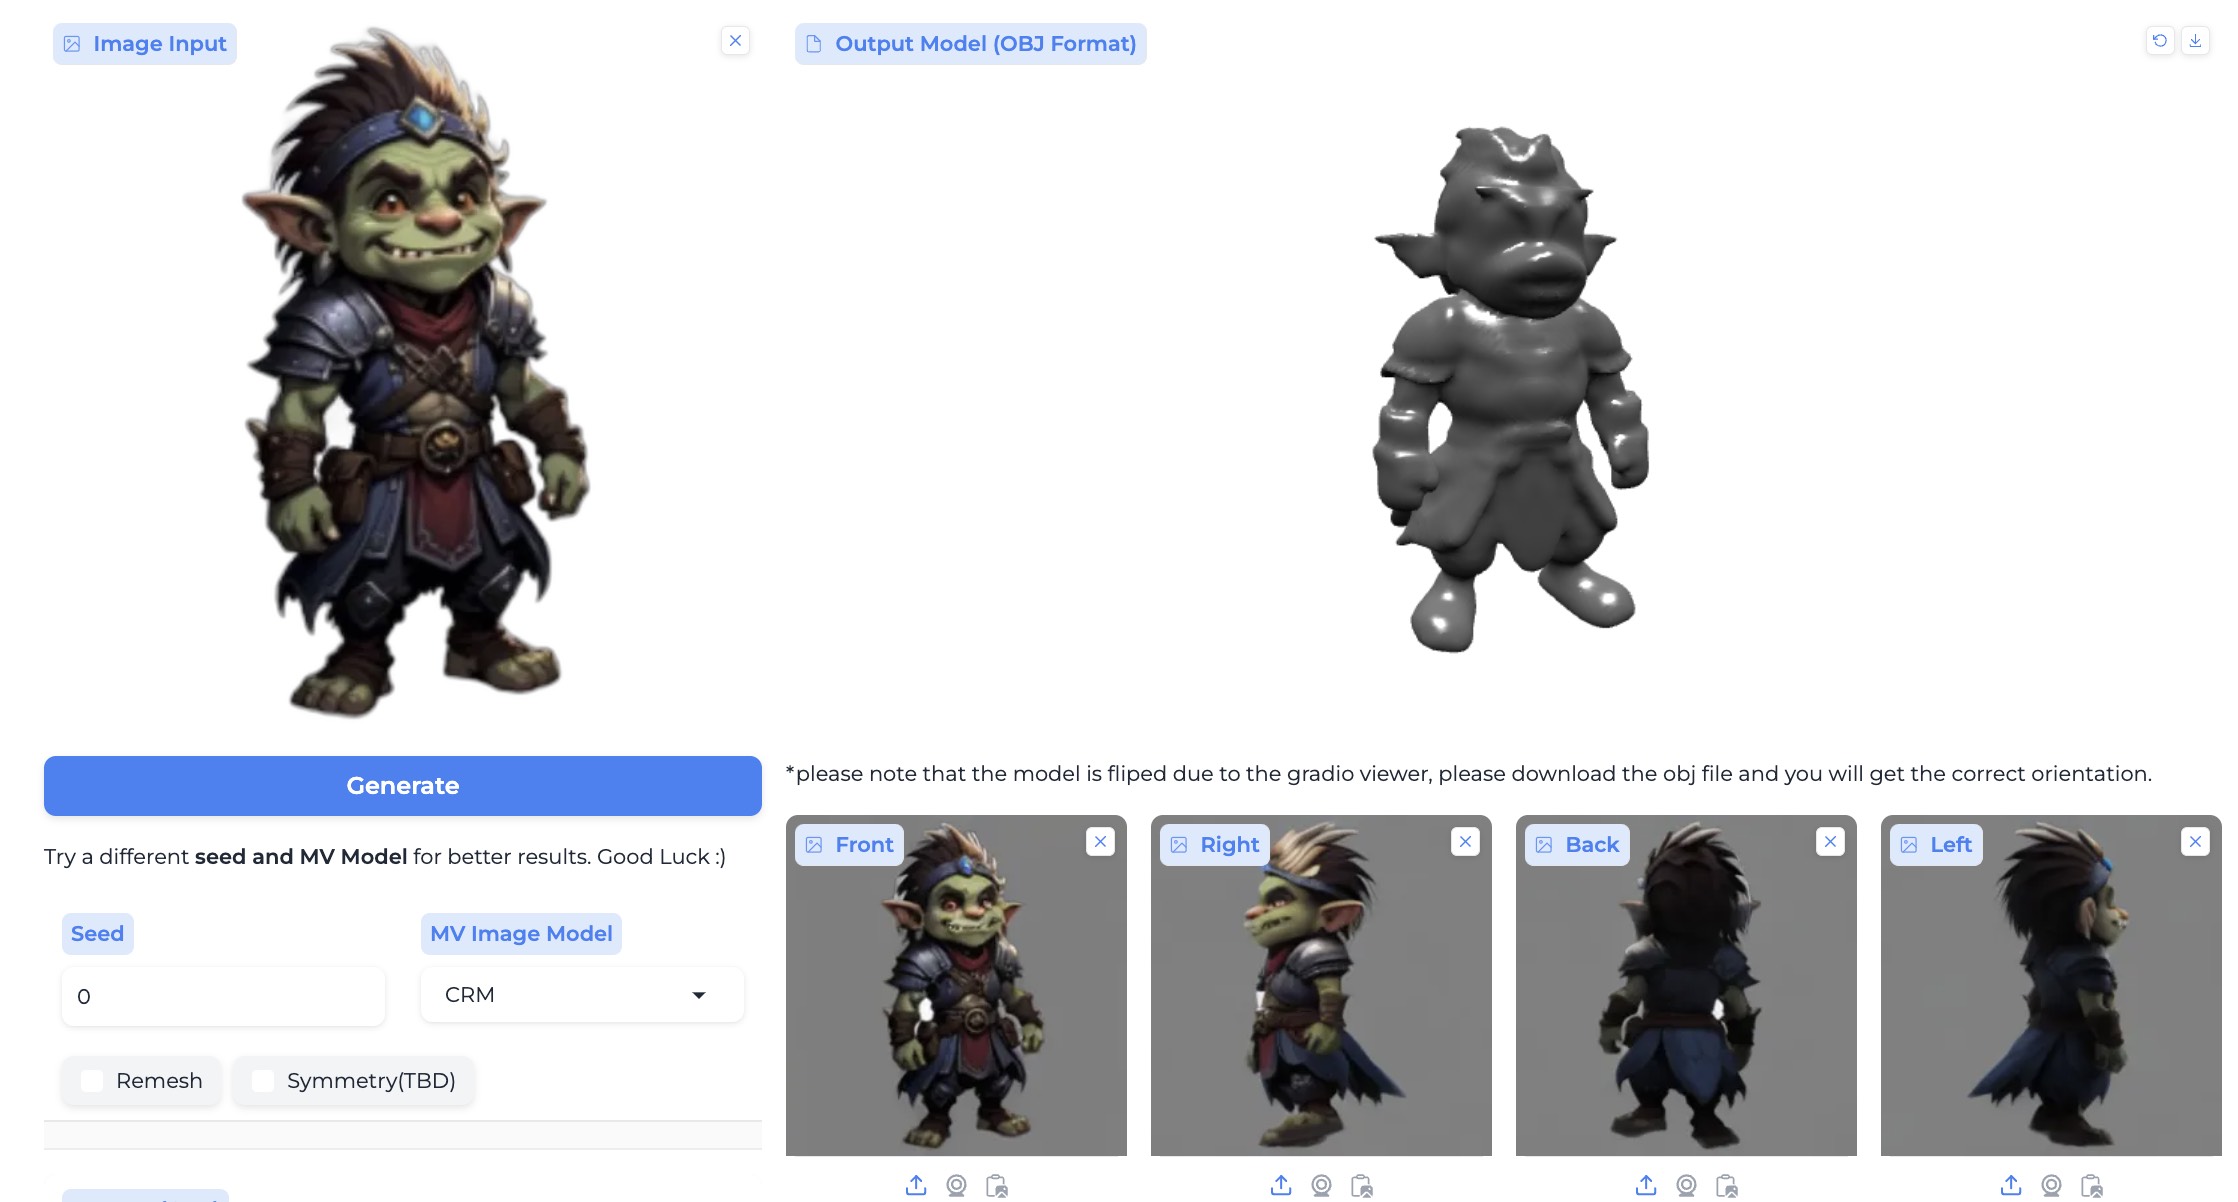 Image Input
Output Model (OBJ Format)
Generate
*please note that the model is fliped due to the gradio viewer, please download the obj file and you will get the correct orientation.
Try a different seed and MV Model for better results. Good Luck :)
Front
Right
Back
Left
Seed
MV Image Model
0
CRM
Remesh
Symmetry(TBD)